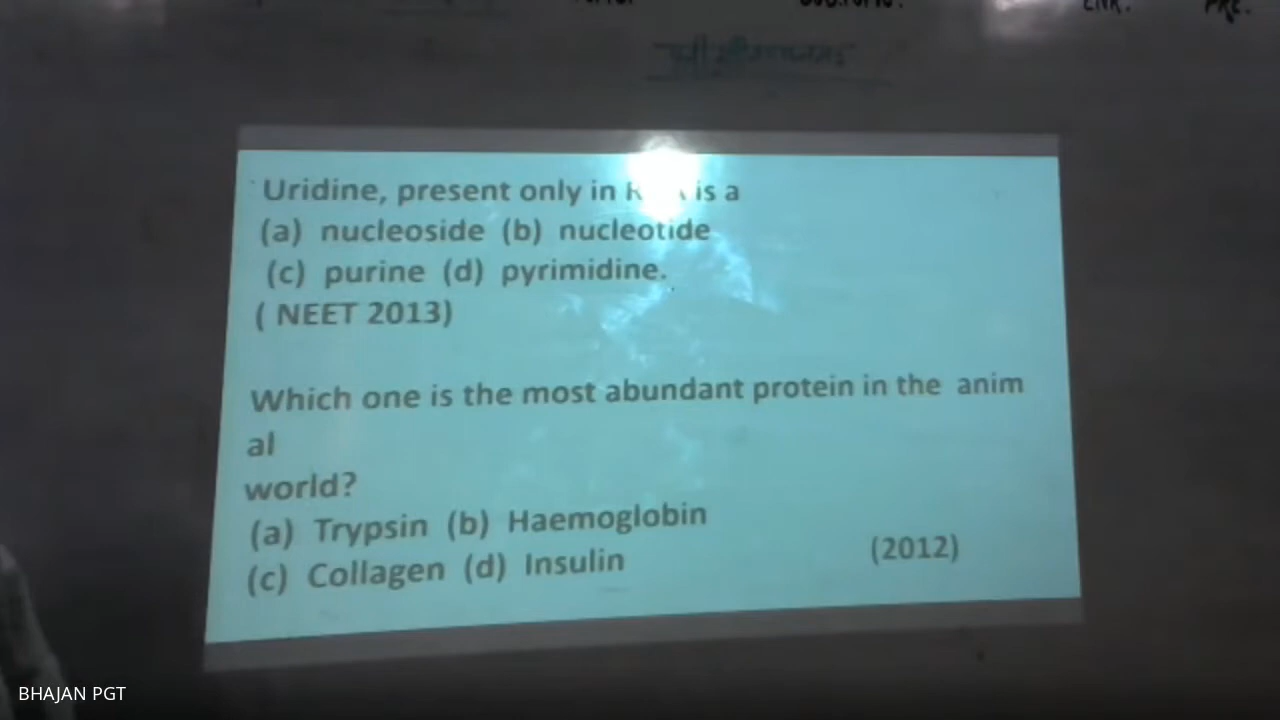 Uridine, present only in is a
(a) nucleoside (b) nucleotide
(c) purine (d) pyrimidine.
( NEET 2013)
Which one is the most abundant protein in the anim
al
world?
(a) Trypsin (b) Haemoglobin
(c) Collagen (d) Insulin (2012)
BHAJAN PGT